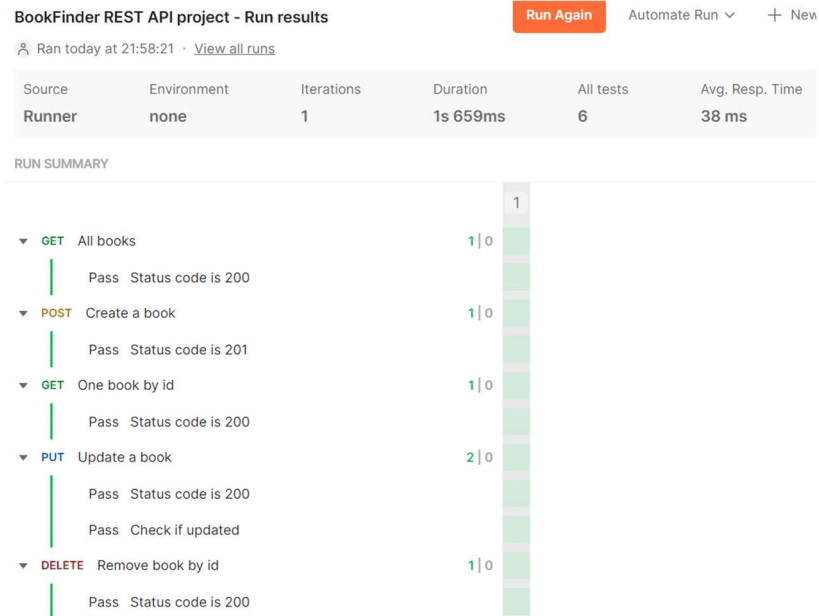 BookFinder REST API project - Run results
Run Again
Automate Run
New
Ran today at 21:58:21 · View all runs
Source Environment Iterations Duration All tests Avg. Resp. Time
Runner none 1 1s 659ms 6 38 ms
RUN SUMMARY
1
GET All books 1 | 0
Pass Status code is 200
POST Create a book 1 | 0
Pass Status code is 201
GET One book by id 1 | 0
Pass Status code is 200
PUT Update a book 2 | 0
Pass Status code is 200
Pass Check if updated
DELETE Remove book by id 1 | 0
Pass Status code is 200